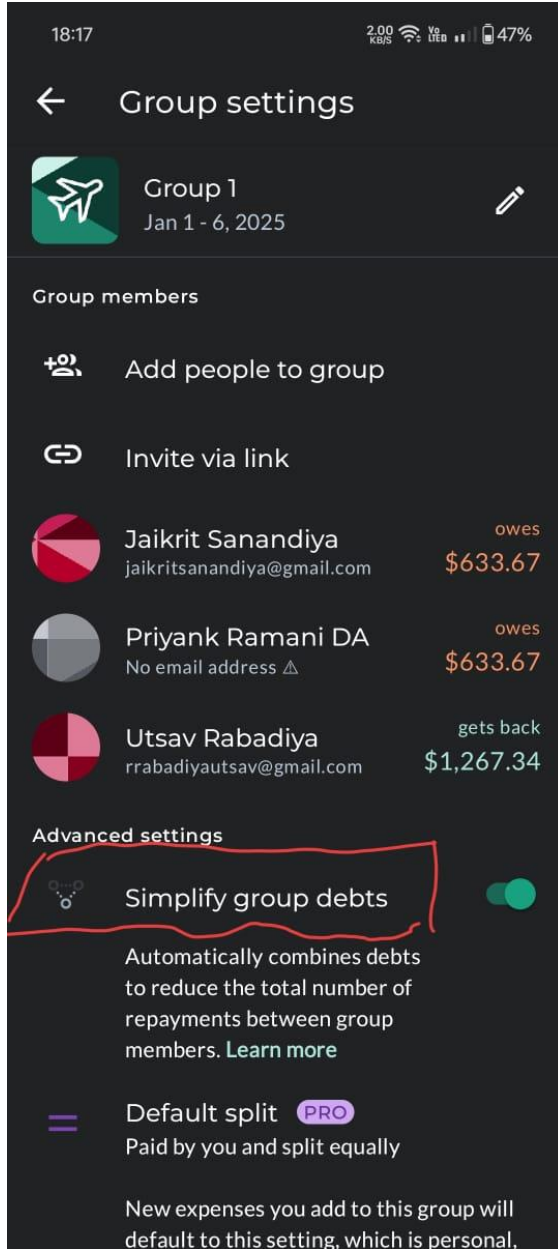 18:17
2.00
KB/S
Vo
LTED
47%
Group settings
Group 1
Jan 1 - 6, 2025
Group members
Add people to group
Invite via link
Jaikrit Sanandiya
jaikritsanandiya@gmail.com
owes
$633.67
Priyank Ramani DA
No email address ⚠
owes
$633.67
Utsav Rabadiya
rrabadiyautsav@gmail.com
gets back
$1,267.34
Advanced settings
Simplify group debts
Automatically combines debts
to reduce the total number of
repayments between group
members. Learn more
Default split PRO
Paid by you and split equally
New expenses you add to this group will
default to this setting, which is personal,